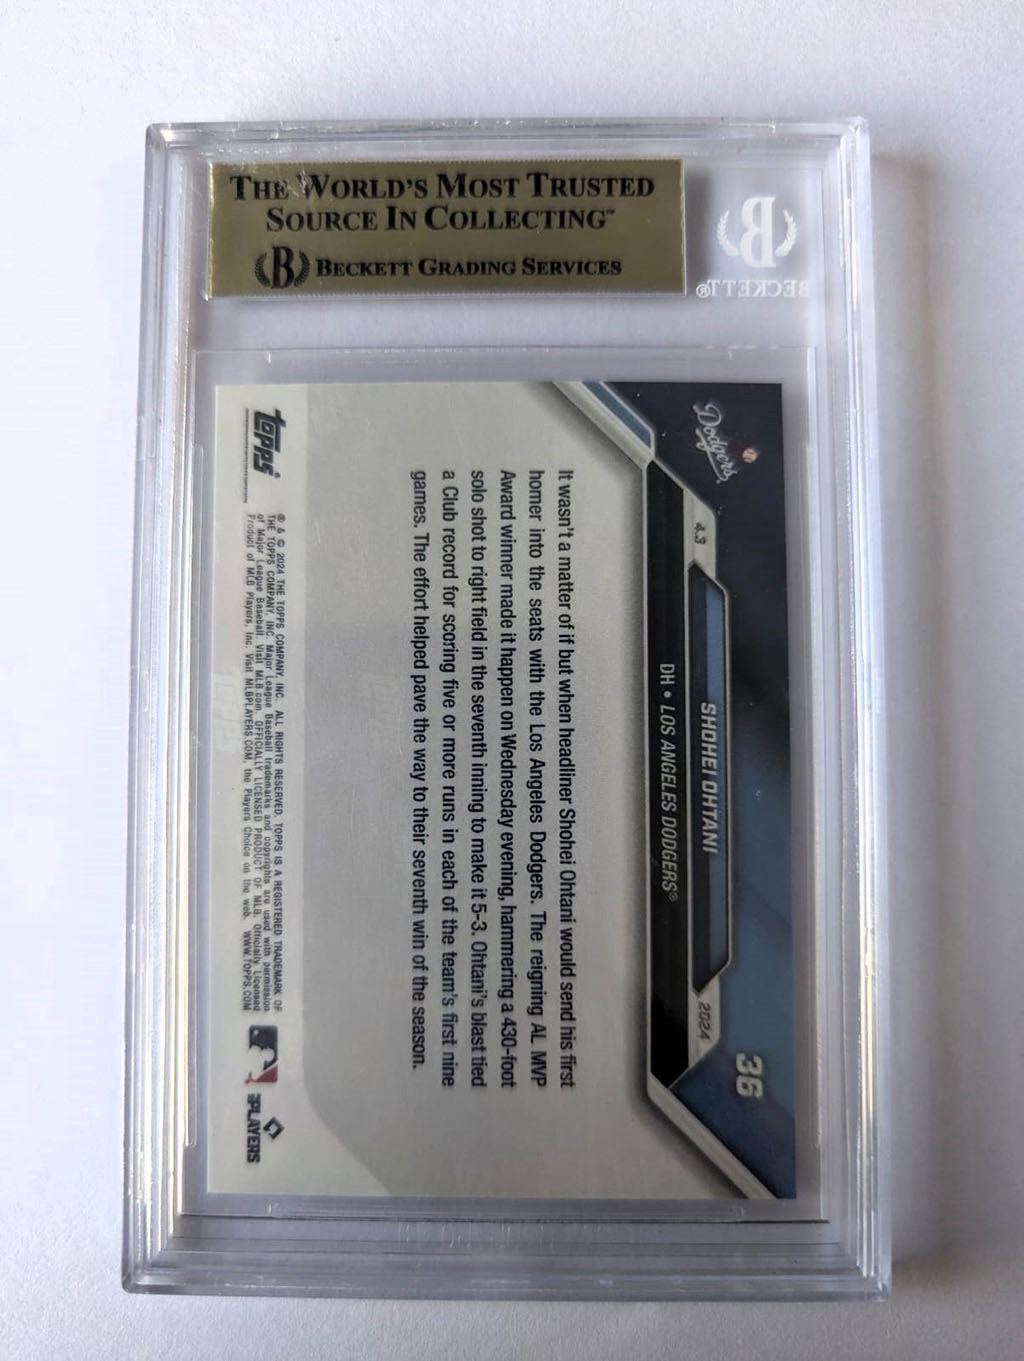 THE WORLD'S MOST TRUSTED
SOURCE IN COLLECTING™
B BECKETT GRADING SERVICES
B
BECKETT®
Dodgers
4.3
2024
36
SHOHEI OHTANI
DH • LOS ANGELES DODGERS®
It wasn't a matter of if but when headliner Shohei Ohtani would send his first
homer into the seats with the Los Angeles Dodgers. The reigning AL MVP
Award winner made it happen on Wednesday evening, hammering a 430-foot
solo shot to right field in the seventh inning to make it 5-3. Ohtani's blast tied
a Club record for scoring five or more runs in each of the team's first nine
games. The effort helped pave the way to their seventh win of the season.
topps
® & © 2024 THE TOPPS COMPANY, INC. ALL RIGHTS RESERVED. TOPPS IS A REGISTERED TRADEMARK OF
THE TOPPS COMPANY, INC. Major League Baseball trademarks and copyrights are used with permission
of Major League Baseball. Visit MLB.com. OFFICIALLY LICENSED PRODUCT OF MLB. Officially Licensed
Product of MLB Players, Inc. Visit MLBPLAYERS.COM, the Players Choice on the web. WWW.TOPPS.COM
PLAYERS